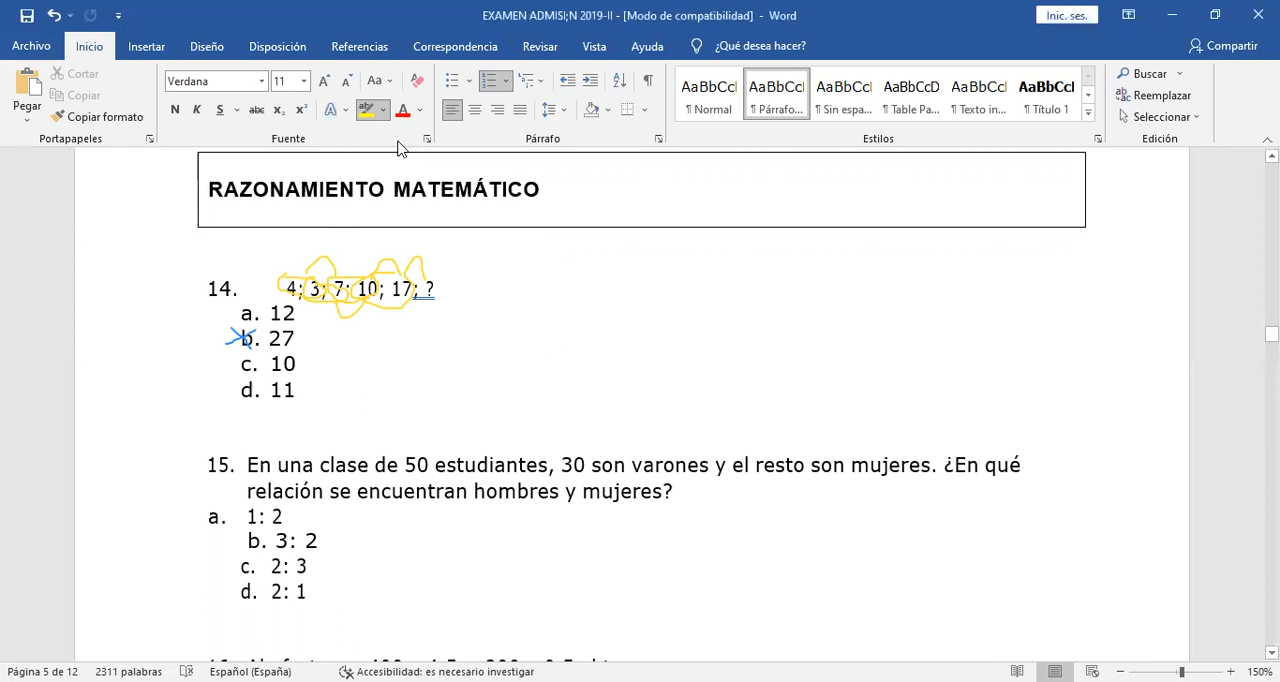 EXAMEN ADMISI;N 2019-II - [Modo de compatibilidad] - Word
Inic. ses.
Archivo Inicio Insertar Diseño Disposición Referencias Correspondencia Revisar Vista Ayuda ¿Qué desea hacer? Compartir
Pegar
Cortar
Copiar
Copiar formato
Portapapeles
Verdana 11 Aa
N K S abc x₂ x² A A
Fuente
Párrafo
AaBbCcI AaBbCcI AaBbCcI AaBbCcD AaBbCcI AaBbCcI
¶ Normal ¶ Párrafo... ¶ Sin espa... ¶ Table Pa... ¶ Texto in... ¶ Título 1
Estilos
Buscar
Reemplazar
Seleccionar
Edición
RAZONAMIENTO MATEMÁTICO
14. 4; 3; 7; 10; 17; ?
a. 12
b. 27
c. 10
d. 11
15. En una clase de 50 estudiantes, 30 son varones y el resto son mujeres. ¿En qué
relación se encuentran hombres y mujeres?
a. 1: 2
b. 3: 2
c. 2: 3
d. 2: 1
Página 5 de 12 2311 palabras Español (España) Accesibilidad: es necesario investigar 150%